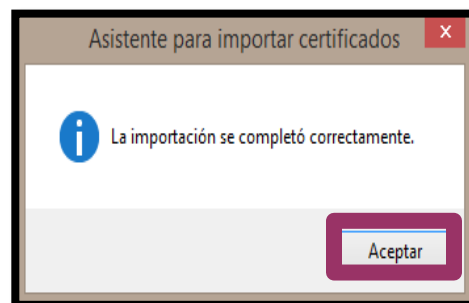 Asistente para importar certificados
La importación se completó correctamente.
Aceptar